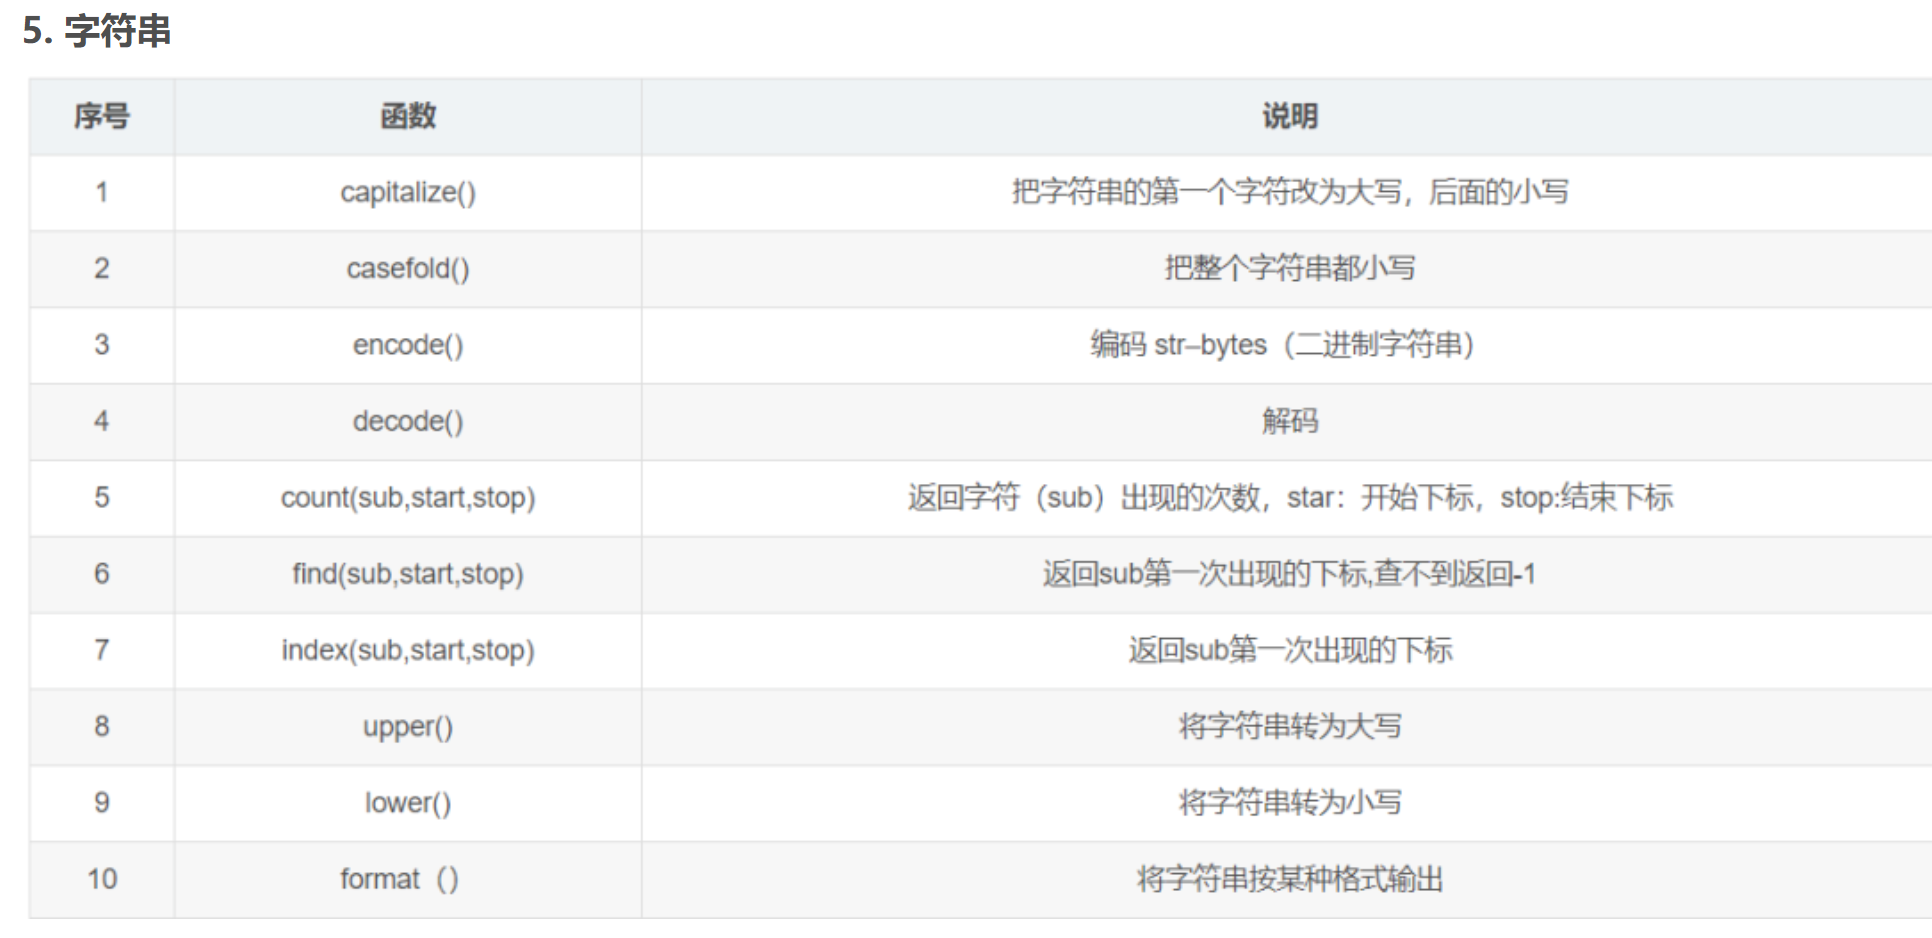 5. 字符串
序号 函数 说明
1 capitalize() 把字符串的第一个字符改为大写，后面的小写
2 casefold() 把整个字符串都小写
3 encode() 编码 str–bytes（二进制字符串）
4 decode() 解码
5 count(sub,start,stop) 返回字符（sub）出现的次数，star：开始下标，stop:结束下标
6 find(sub,start,stop) 返回sub第一次出现的下标,查不到返回-1
7 index(sub,start,stop) 返回sub第一次出现的下标
8 upper() 将字符串转为大写
9 lower() 将字符串转为小写
10 format（） 将字符串按某种格式输出